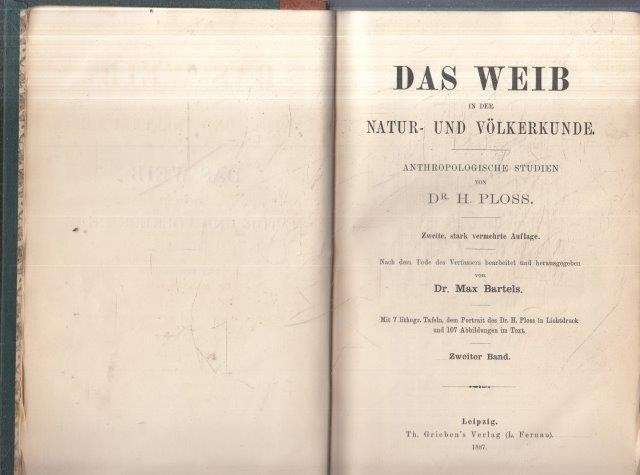 DAS WEIB
IN DER
NATUR- UND VÖLKERKUNDE.
ANTHROPOLOGISCHE STUDIEN
VON
DR. H. PLOSS.
Zweite, stark vermehrte Auflage.
Nach dem Tode des Verfassers bearbeitet und herausgegeben
von
Dr. Max Bartels.
Mit 7 lithogr. Tafeln, dem Portrait des Dr. H. Ploss in Lichtdruck
und 107 Abbildungen im Text.
Zweiter Band.
Leipzig.
Th. Grieben's Verlag (L. Fernau).
1887.